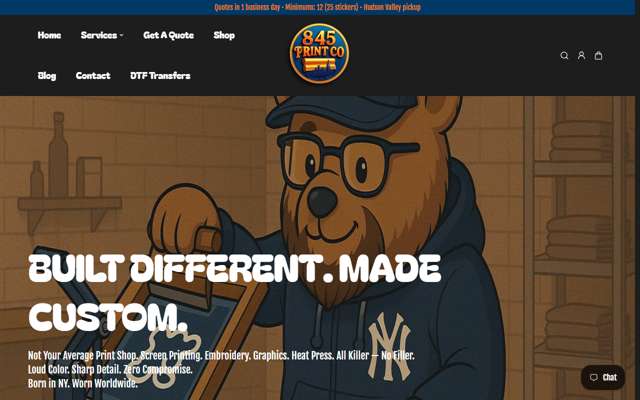 Quotes in 1 business day - Minimums: 12 (25 stickers) - Hudson Valley pickup
Home
Services
Get A Quote
Shop
845
PRINT CO
Blog
Contact
DTF Transfers
BUILT DIFFERENT. MADE
CUSTOM.
NY
Not Your Average Print Shop. Screen Printing. Embroidery. Graphics. Heat Press. All Killer — No Filler.
Loud Color. Sharp Detail. Zero Compromise.
Born in NY. Worn Worldwide.
Chat